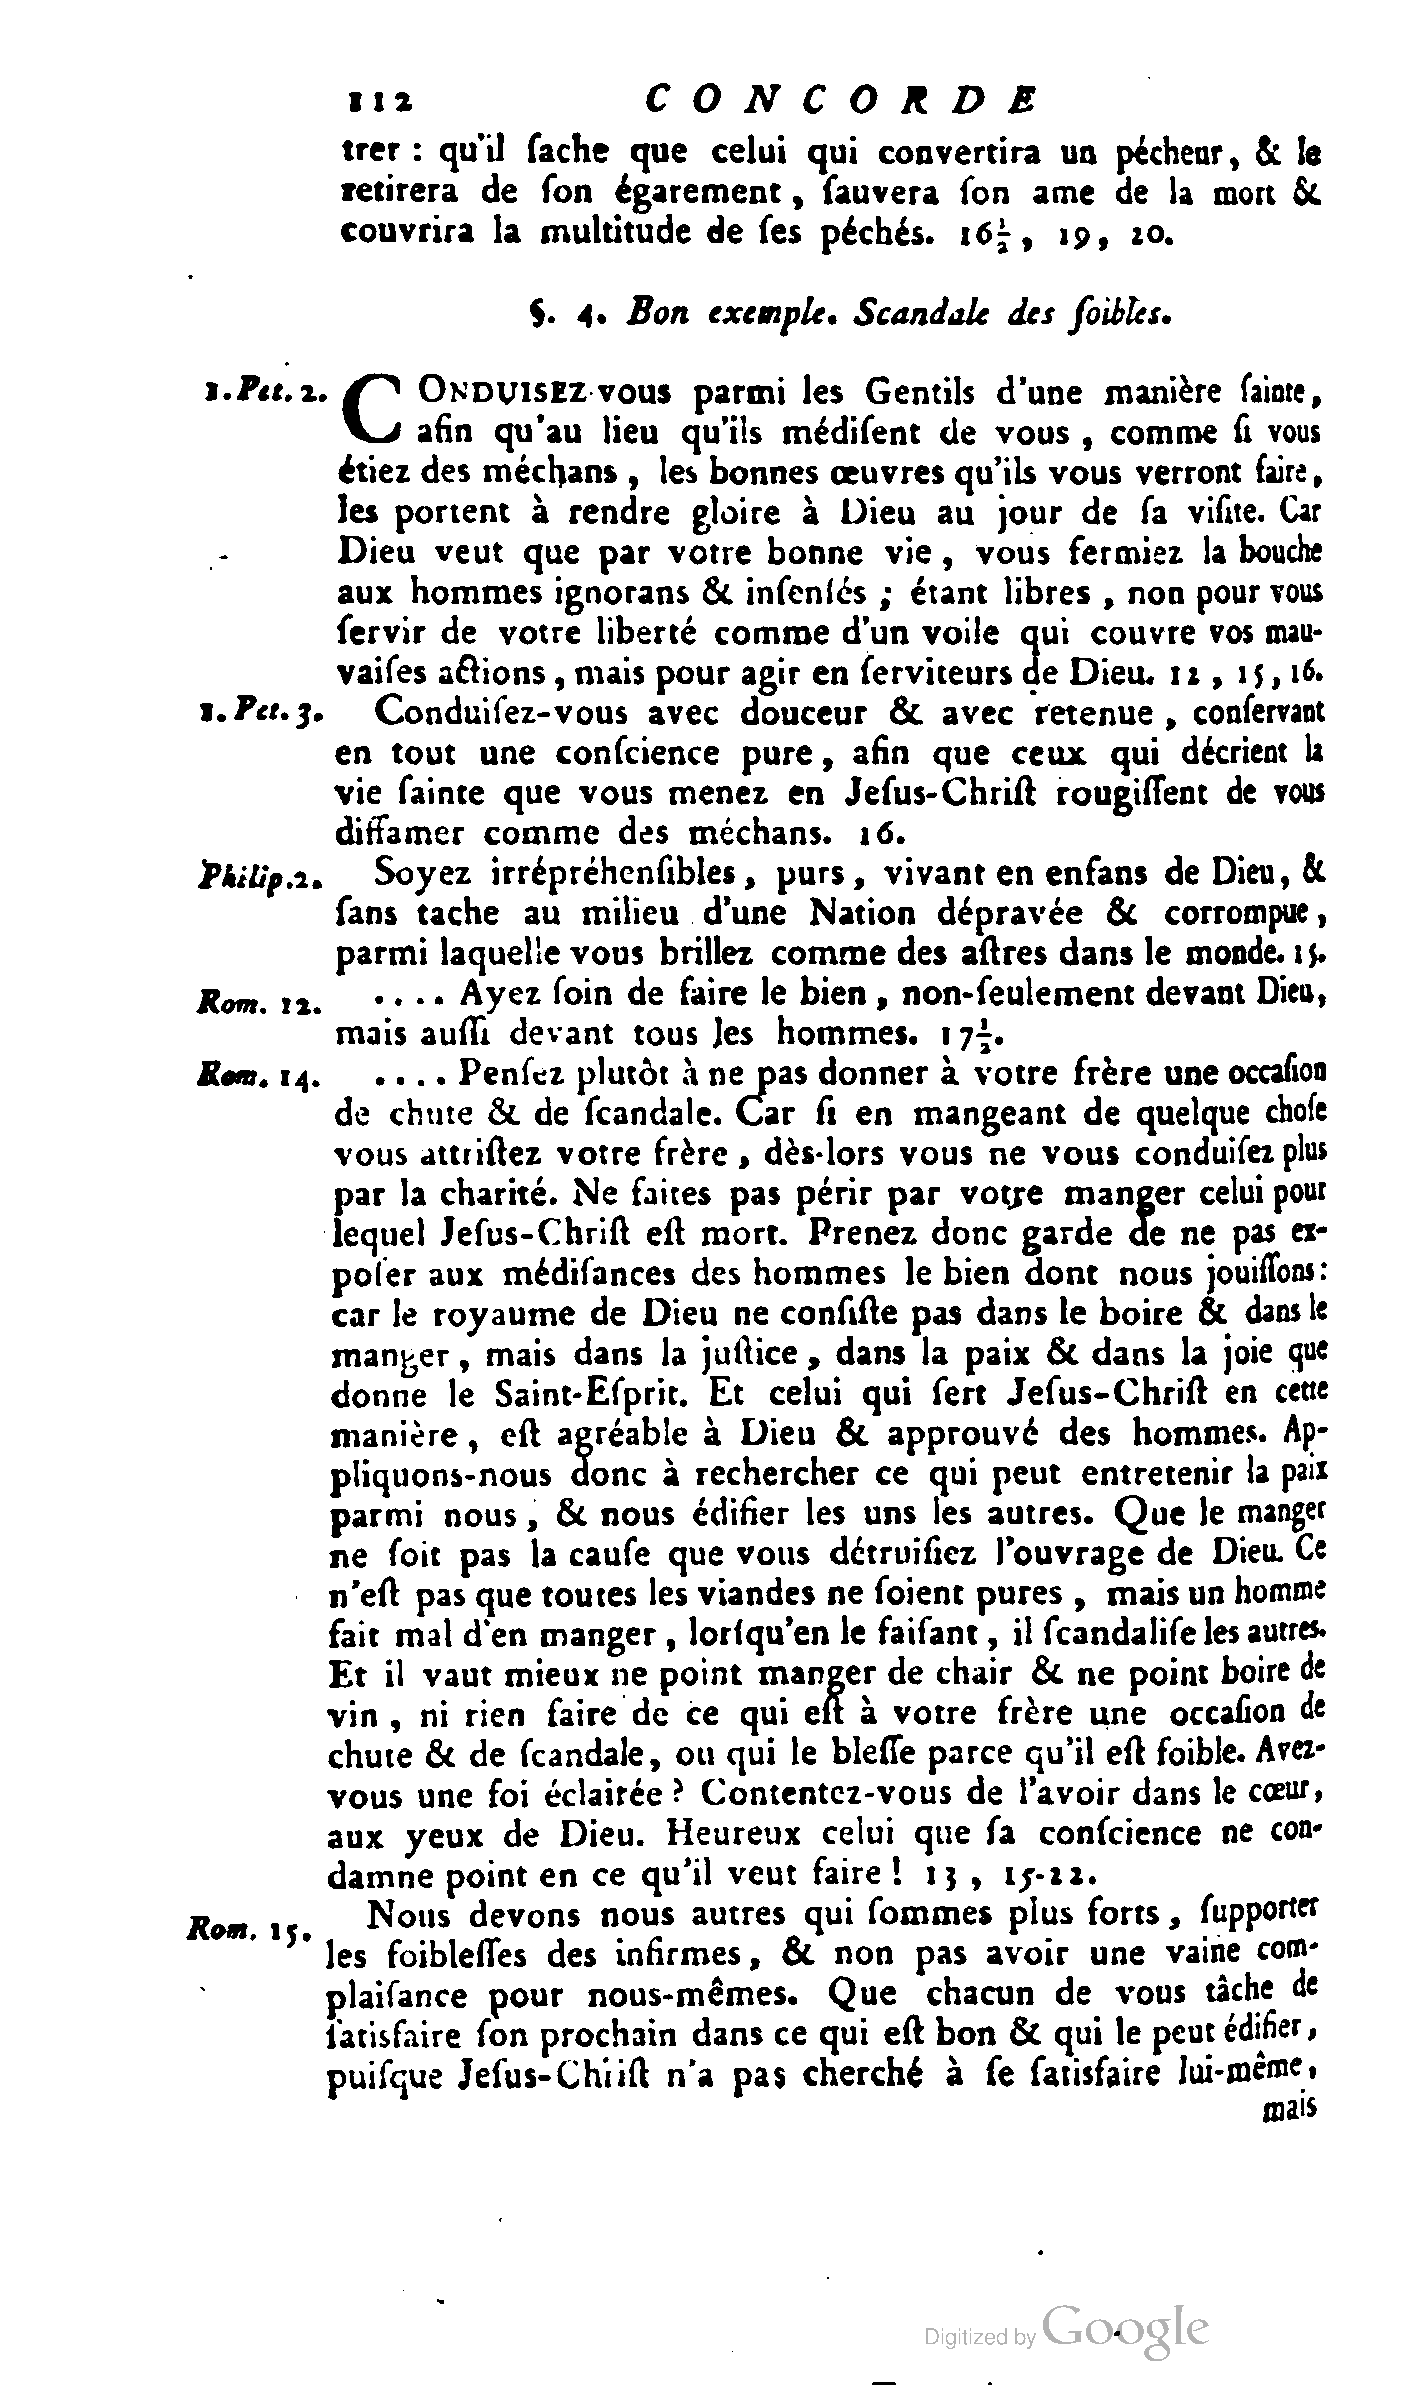 112 CONCORDE
trer : qu'il ſache que celui qui convertira un pécheur, & le
retirera de ſon égarement, ſauvera ſon ame de la mort &
couvrira la multitude de ſes péchés. 16½, 19, 20.
§. 4. Bon exemple. Scandale des foibles.
1.Pet. 2. CONDUISEZ-vous parmi les Gentils d'une manière ſainte,
afin qu'au lieu qu'ils médiſent de vous, comme ſi vous
étiez des méchans, les bonnes œuvres qu'ils vous verront faire,
les portent à rendre gloire à Dieu au jour de ſa viſite. Car
Dieu veut que par votre bonne vie, vous fermiez la bouche
aux hommes ignorans & inſenſés ; étant libres, non pour vous
ſervir de votre liberté comme d'un voile qui couvre vos mau-
vaiſes actions, mais pour agir en ſerviteurs de Dieu. 12, 15, 16.
1.Pet. 3. Conduiſez-vous avec douceur & avec retenue, conſervant
en tout une conſcience pure, afin que ceux qui décrient la
vie ſainte que vous menez en Jeſus-Chriſt rougiſſent de vous
diffamer comme des méchans. 16.
Philip.2. Soyez irrépréhenſibles, purs, vivant en enfans de Dieu, &
ſans tache au milieu d'une Nation dépravée & corrompue,
parmi laquelle vous brillez comme des aſtres dans le monde. 15.
Rom. 12. .... Ayez ſoin de faire le bien, non-ſeulement devant Dieu,
mais auſſi devant tous les hommes. 17½.
Rom. 14. .... Penſez plutôt à ne pas donner à votre frère une occaſion
de chute & de ſcandale. Car ſi en mangeant de quelque choſe
vous attriſtez votre frère, dès-lors vous ne vous conduiſez plus
par la charité. Ne faites pas périr par votre manger celui pour
lequel Jeſus-Chriſt eſt mort. Prenez donc garde de ne pas ex-
poſer aux médiſances des hommes le bien dont nous jouiſſons :
car le royaume de Dieu ne conſiſte pas dans le boire & dans le
manger, mais dans la juſtice, dans la paix & dans la joie que
donne le Saint-Eſprit. Et celui qui ſert Jeſus-Chriſt en cette
manière, eſt agréable à Dieu & approuvé des hommes. Ap-
pliquons-nous donc à rechercher ce qui peut entretenir la paix
parmi nous, & nous édifier les uns les autres. Que le manger
ne ſoit pas la cauſe que vous détruiſiez l'ouvrage de Dieu. Ce
n'eſt pas que toutes les viandes ne ſoient pures, mais un homme
fait mal d'en manger, lorſqu'en le faiſant, il ſcandaliſe les autres.
Et il vaut mieux ne point manger de chair & ne point boire de
vin, ni rien faire de ce qui eſt à votre frère une occaſion de
chute & de ſcandale, ou qui le bleſſe parce qu'il eſt foible. Avez-
vous une foi éclairée ? Contentez-vous de l'avoir dans le cœur,
aux yeux de Dieu. Heureux celui que ſa conſcience ne con-
damne point en ce qu'il veut faire ! 13, 15-22.
Rom. 15. Nous devons nous autres qui ſommes plus forts, ſupporter
les foibleſſes des infirmes, & non pas avoir une vaine com-
plaiſance pour nous-mêmes. Que chacun de vous tâche de
ſatisfaire ſon prochain dans ce qui eſt bon & qui le peut édifier,
puiſque Jeſus-Chriſt n'a pas cherché à ſe ſatisfaire lui-même,
mais
Digitized by Google